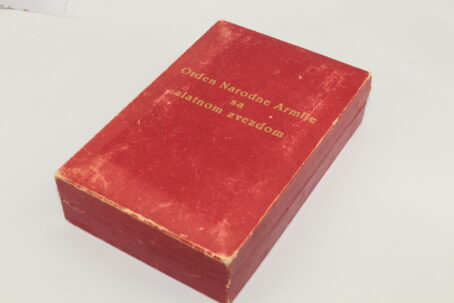 Orden Narodne Armije
sa
zlatnom zvezdom